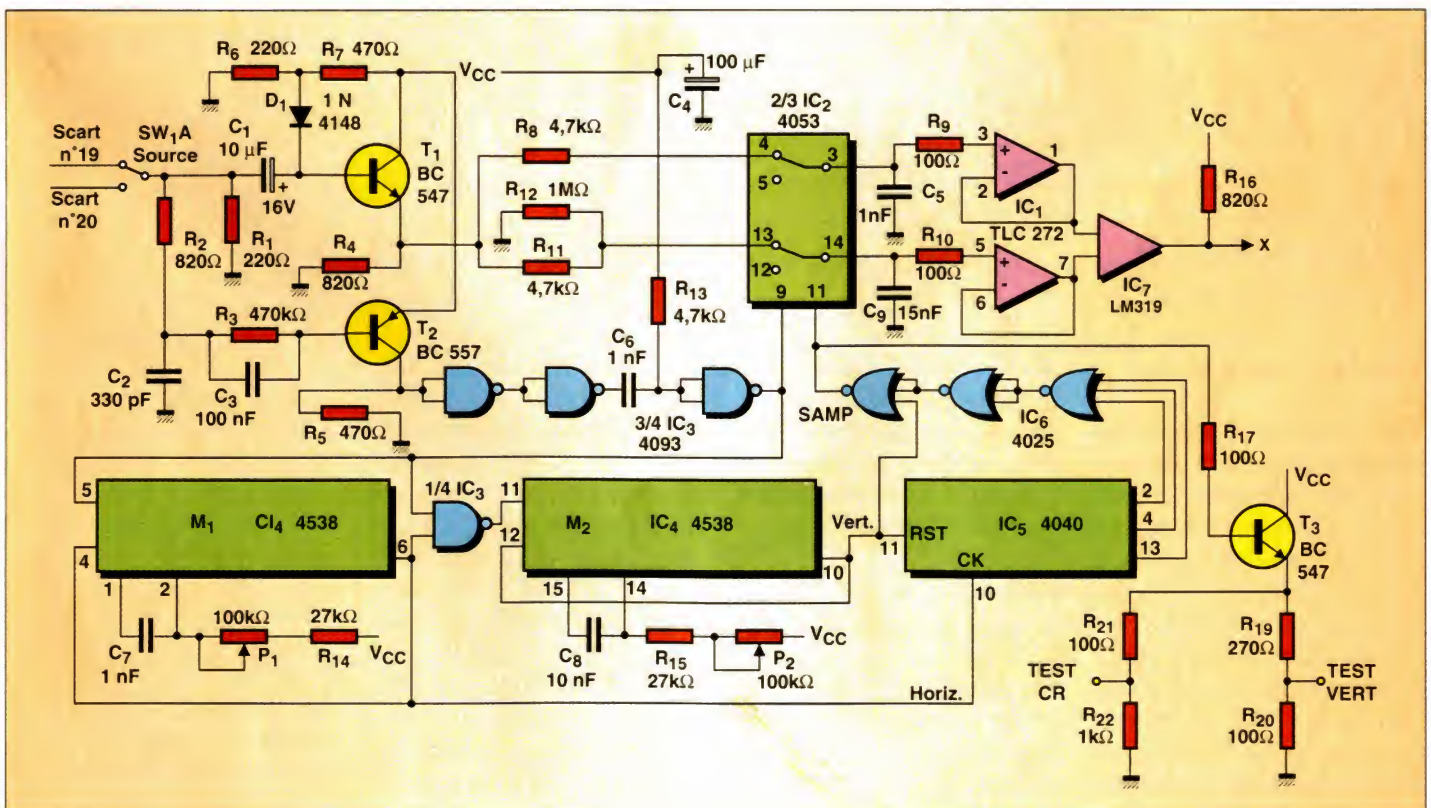 R6 220Ω
R7 470Ω
VCC
100 µF
+
C4
D1
1 N
4148
2/3 IC2
4053
Scart
n°19
SW1A
Source
C1
10 µF
+
16V
Scart
n°20
T1
BC
547
R8 4,7kΩ
R12 1MΩ
R11
4,7kΩ
4
3
5
13
14
12
9
11
R9
100Ω
3
+
1
2
-
IC1
TLC 272
C5
1nF
R10
100Ω
5
+
7
6
-
C9
15nF
IC7
LM319
VCC
R16
820Ω
X
R2
820Ω
R1
220Ω
R4
820Ω
R3 470kΩ
T2
BC 557
C2
330 pF
C3
100 nF
R5 470Ω
R13
4,7kΩ
C6
1 nF
3/4 IC3
4093
SAMP
IC6
4025
R17
100Ω
VCC
T3
BC
547
5
M1 CI4 4538
4
6
1
2
1/4 IC3
11
M2 IC4 4538
12
10
15
14
Vert.
11
RST
IC5 4040
CK
10
2
4
13
C7
1 nF
100kΩ
P1
27kΩ
R14
VCC
C8
10 nF
R15
27kΩ
P2
100kΩ
VCC
Horiz.
R21
100Ω
R19
270Ω
TEST
CR
TEST
VERT
R22
1kΩ
R20
100Ω